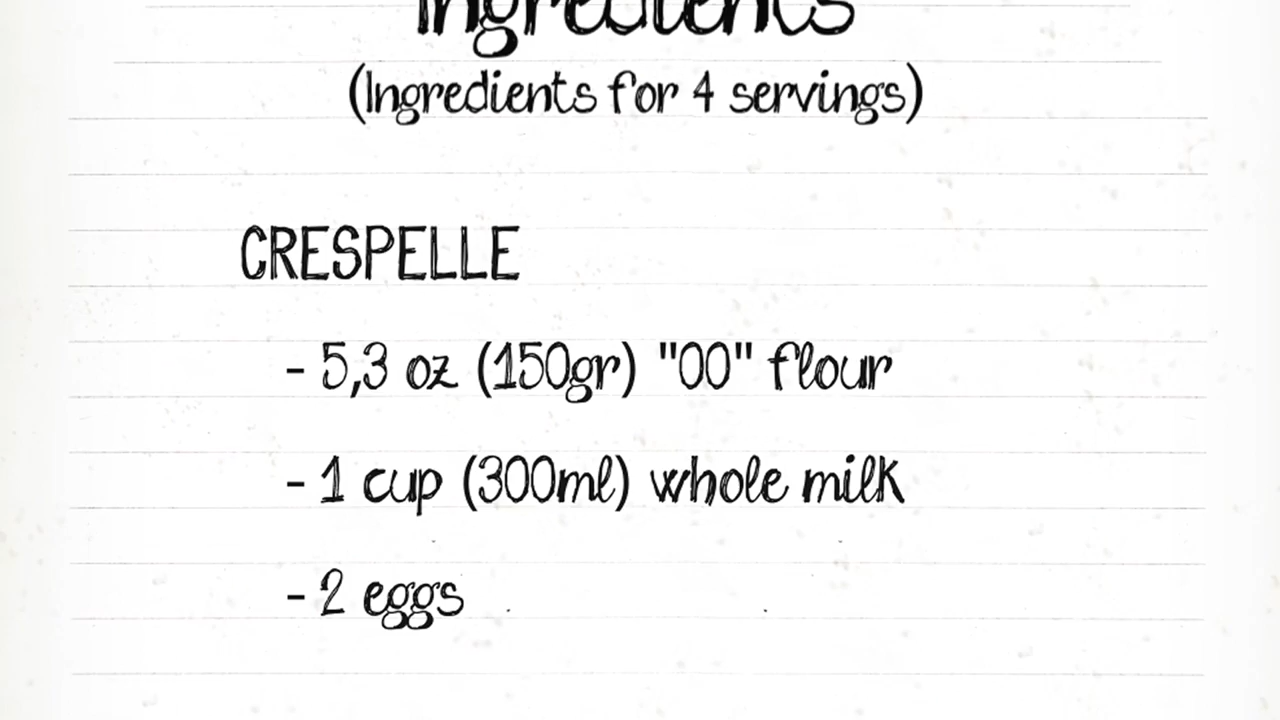 Ingredients
(Ingredients for 4 servings)
CRESPELLE
- 5,3 oz (150gr) "00" flour
- 1 cup (300ml) whole milk
- 2 eggs